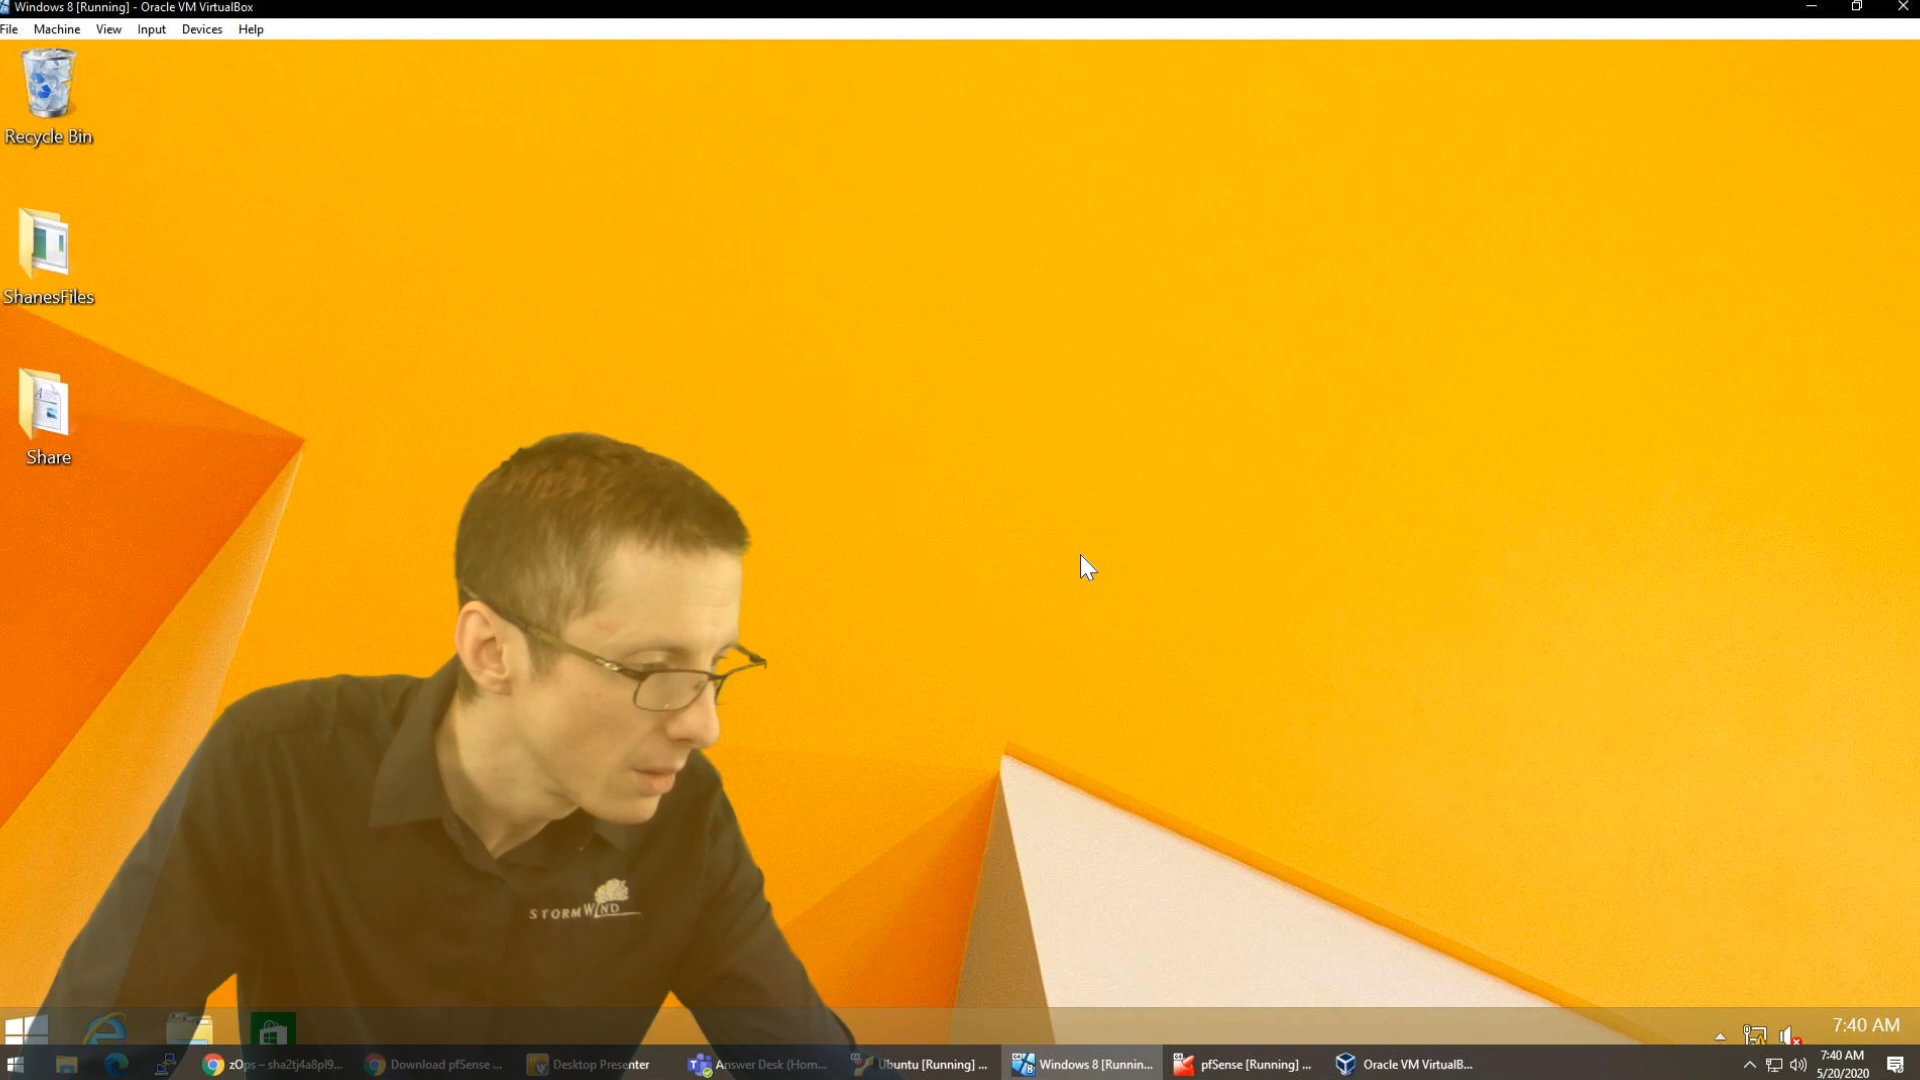 Windows 8 [Running] - Oracle VM VirtualBox
File Machine View Input Devices Help
Recycle Bin
ShanesFiles
Share
STORMWIND
7:40 AM
zOps – sha2tj4a8pl9...
Download pfSense ...
Desktop Presenter
Answer Desk (Hom...
Ubuntu [Running] ...
Windows 8 [Runnin...
pfSense [Running] ...
Oracle VM VirtualB...
7:40 AM
5/20/2020